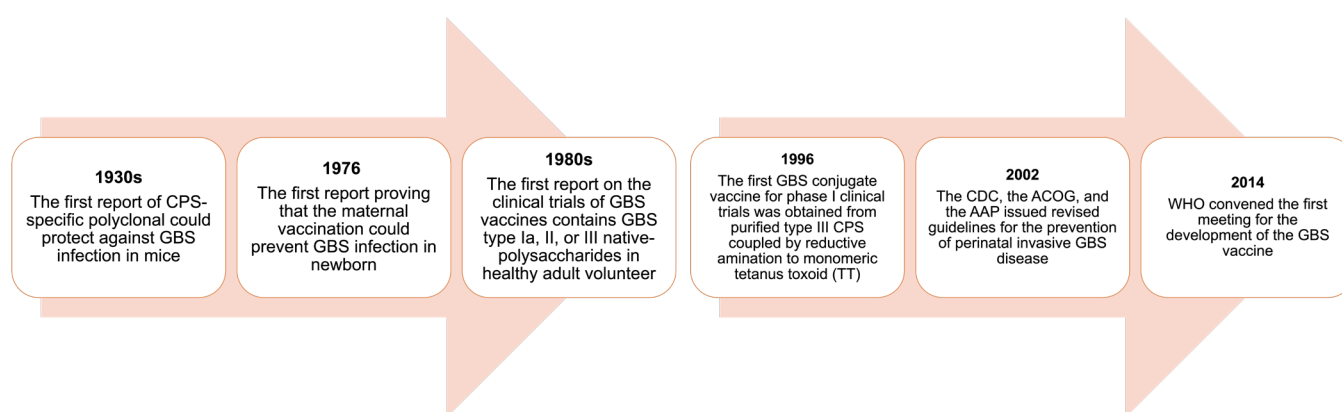 1930s
The first report of CPS-
specific polyclonal could
protect against GBS
infection in mice
1976
The first report proving
that the maternal
vaccination could
prevent GBS infection in
newborn
1980s
The first report on the
clinical trials of GBS
vaccines contains GBS
type Ia, II, or III native-
polysaccharides in
healthy adult volunteer
1996
The first GBS conjugate
vaccine for phase I clinical
trials was obtained from
purified type III CPS
coupled by reductive
amination to monomeric
tetanus toxoid (TT)
2002
The CDC, the ACOG, and
the AAP issued revised
guidelines for the prevention
of perinatal invasive GBS
disease
2014
WHO convened the first
meeting for the
development of the GBS
vaccine